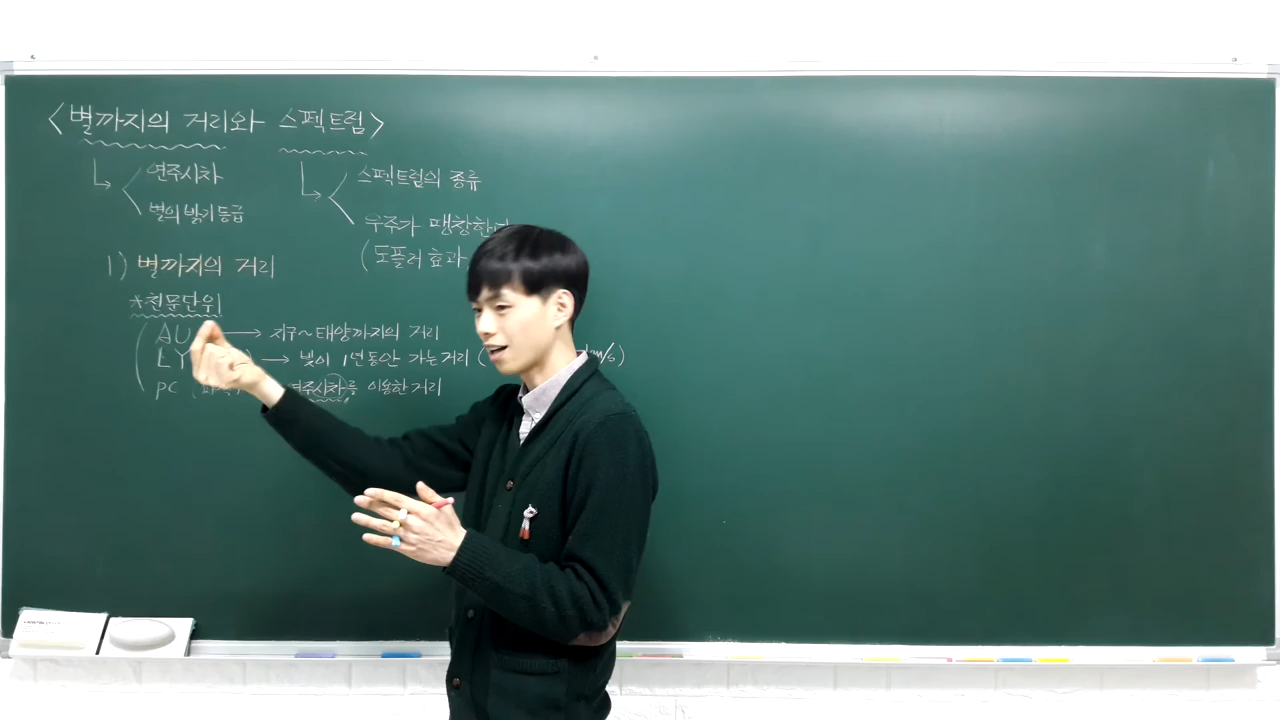 <별까지의 거리와 스펙트럼>
연주시차
별의 밝기 등급
스펙트럼의 종류
우주가 팽창한다
(도플러 효과
1) 별까지의 거리
*천문단위
AU → 지구~태양까지의 거리
LY → 빛이 1년동안 가는 거리 ( km/s)
pc ( 연주시차를 이용한 거리